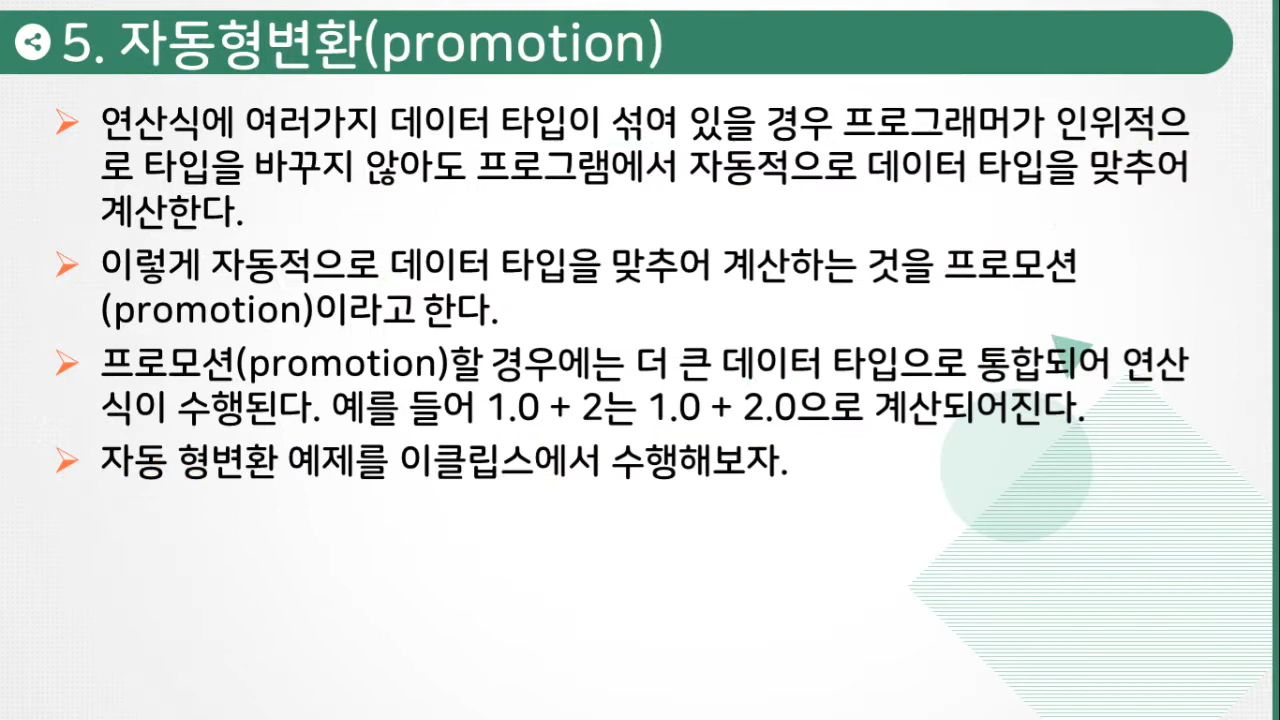 5. 자동형변환(promotion)
연산식에 여러가지 데이터 타입이 섞여 있을 경우 프로그래머가 인위적으
로 타입을 바꾸지 않아도 프로그램에서 자동적으로 데이터 타입을 맞추어
계산한다.
이렇게 자동적으로 데이터 타입을 맞추어 계산하는 것을 프로모션
(promotion)이라고 한다.
프로모션(promotion)할 경우에는 더 큰 데이터 타입으로 통합되어 연산
식이 수행된다. 예를 들어 1.0 + 2는 1.0 + 2.0으로 계산되어진다.
자동 형변환 예제를 이클립스에서 수행해보자.